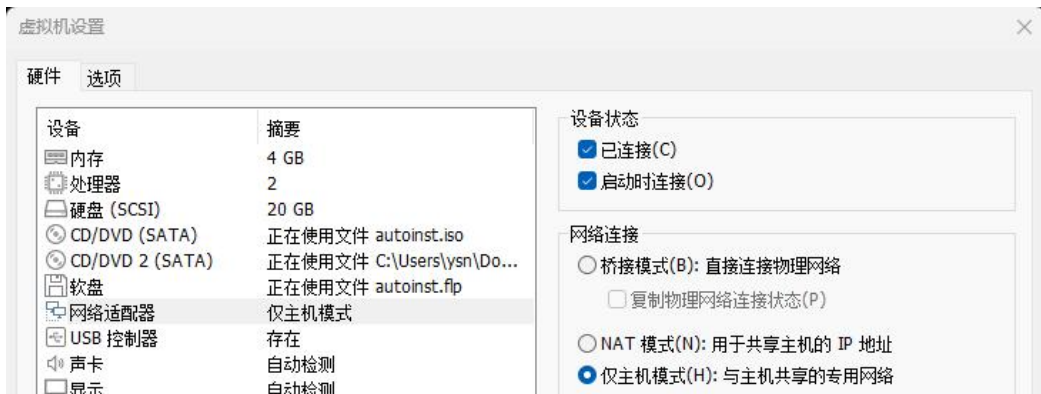 虚拟机设置
硬件 选项
设备 摘要
内存 4 GB
处理器 2
硬盘 (SCSI) 20 GB
CD/DVD (SATA) 正在使用文件 autoinst.iso
CD/DVD 2 (SATA) 正在使用文件 C:\Users\ysn\Do...
软盘 正在使用文件 autoinst.flp
网络适配器 仅主机模式
USB 控制器 存在
声卡 自动检测
显示 自动检测
设备状态
已连接(C)
启动时连接(O)
网络连接
桥接模式(B): 直接连接物理网络
复制物理网络连接状态(P)
NAT 模式(N): 用于共享主机的 IP 地址
仅主机模式(H): 与主机共享的专用网络